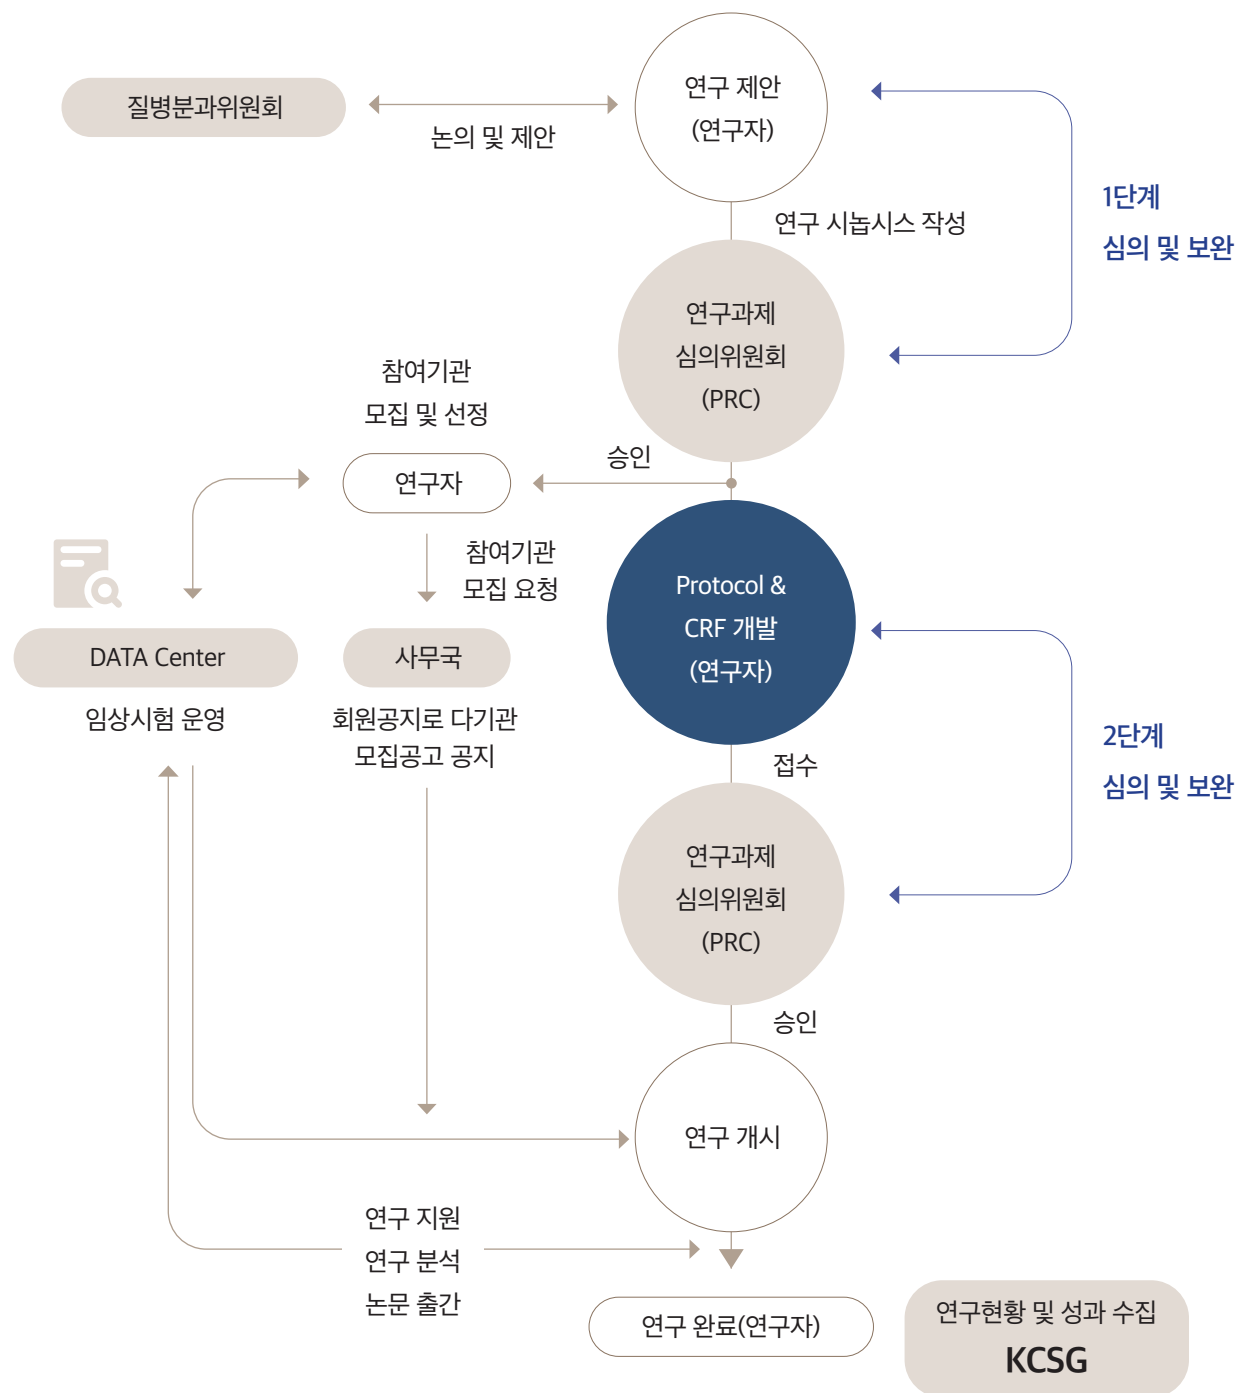 연구 제안
(연구자)
질병분과위원회
논의 및 제안
1단계
심의 및 보완
연구 시놉시스 작성
연구과제
심의위원회
(PRC)
참여기관
모집 및 선정
승인
연구자
참여기관
모집 요청
Protocol &
CRF 개발
(연구자)
DATA Center
사무국
임상시험 운영
회원공지로 다기관
모집공고 공지
2단계
심의 및 보완
접수
연구과제
심의위원회
(PRC)
승인
연구 개시
연구 지원
연구 분석
논문 출간
연구 완료(연구자)
연구현황 및 성과 수집
KCSG